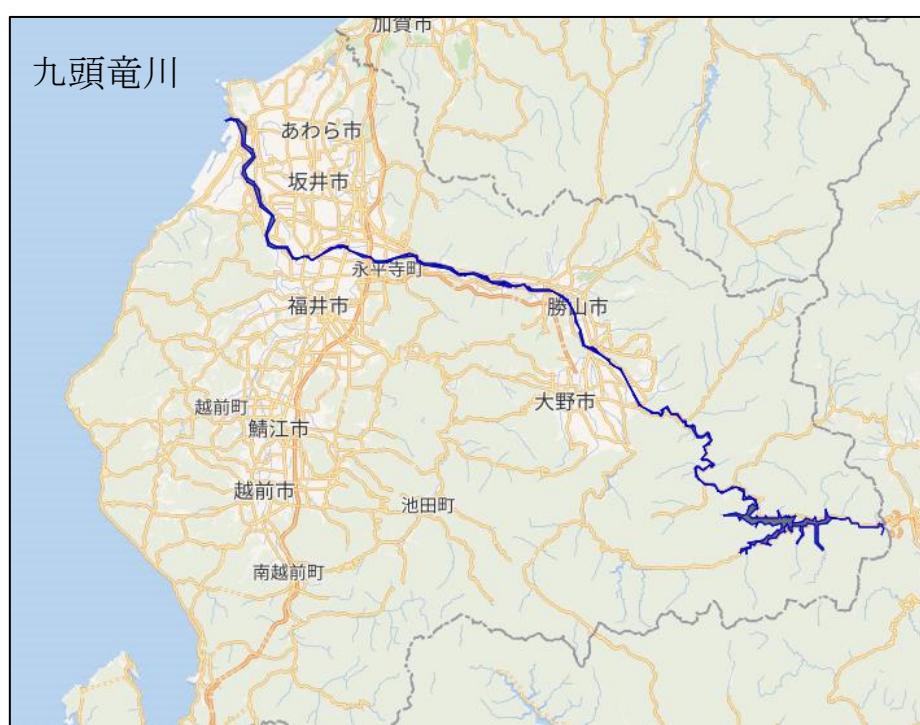 加賀市
九頭竜川
あわら市
坂井市
永平寺町
福井市
勝山市
大野市
越前町
鯖江市
越前市
池田町
南越前町